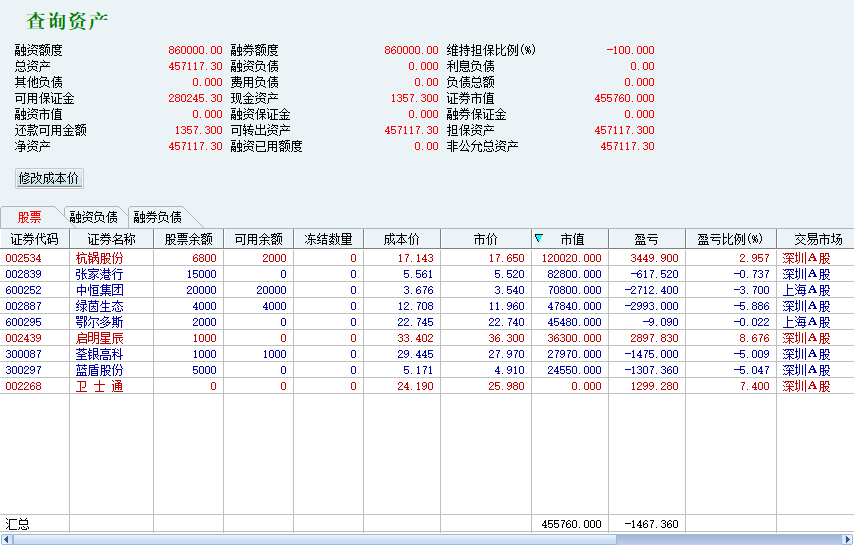 查询资产
融资额度 860000.00 融券额度 860000.00 维持担保比例(%) -100.000
总资产 457117.30 融资负债 0.000 利息负债 0.00
其他负债 0.000 费用负债 0.00 负债总额 0.000
可用保证金 280245.30 现金资产 1357.300 证券市值 455760.000
融资市值 0.000 融资保证金 0.000 融券保证金 0.000
还款可用金额 1357.300 可转出资产 457117.30 担保资产 457117.300
净资产 457117.30 融资已用额度 0.00 非公允总资产 457117.30
修改成本价
股票 融资负债 融券负债
证券代码 证券名称 股票余额 可用余额 冻结数量 成本价 市价 市值 盈亏 盈亏比例(%) 交易市场
002534 杭锅股份 6800 2000 0 17.143 17.650 120020.000 3449.900 2.957 深圳A股
002839 张家港行 15000 0 0 5.561 5.520 82800.000 -617.520 -0.737 深圳A股
600252 中恒集团 20000 20000 0 3.676 3.540 70800.000 -2712.400 -3.700 上海A股
002887 绿茵生态 4000 4000 0 12.708 11.960 47840.000 -2993.000 -5.886 深圳A股
600295 鄂尔多斯 2000 0 0 22.745 22.740 45480.000 -9.090 -0.022 上海A股
002439 启明星辰 1000 0 0 33.402 36.300 36300.000 2897.830 8.676 深圳A股
300087 荃银高科 1000 1000 0 29.445 27.970 27970.000 -1475.000 -5.009 深圳A股
300297 蓝盾股份 5000 0 0 5.171 4.910 24550.000 -1307.360 -5.047 深圳A股
002268 卫 士 通 0 0 0 24.190 25.980 0.000 1299.280 7.400 深圳A股
汇总 455760.000 -1467.360